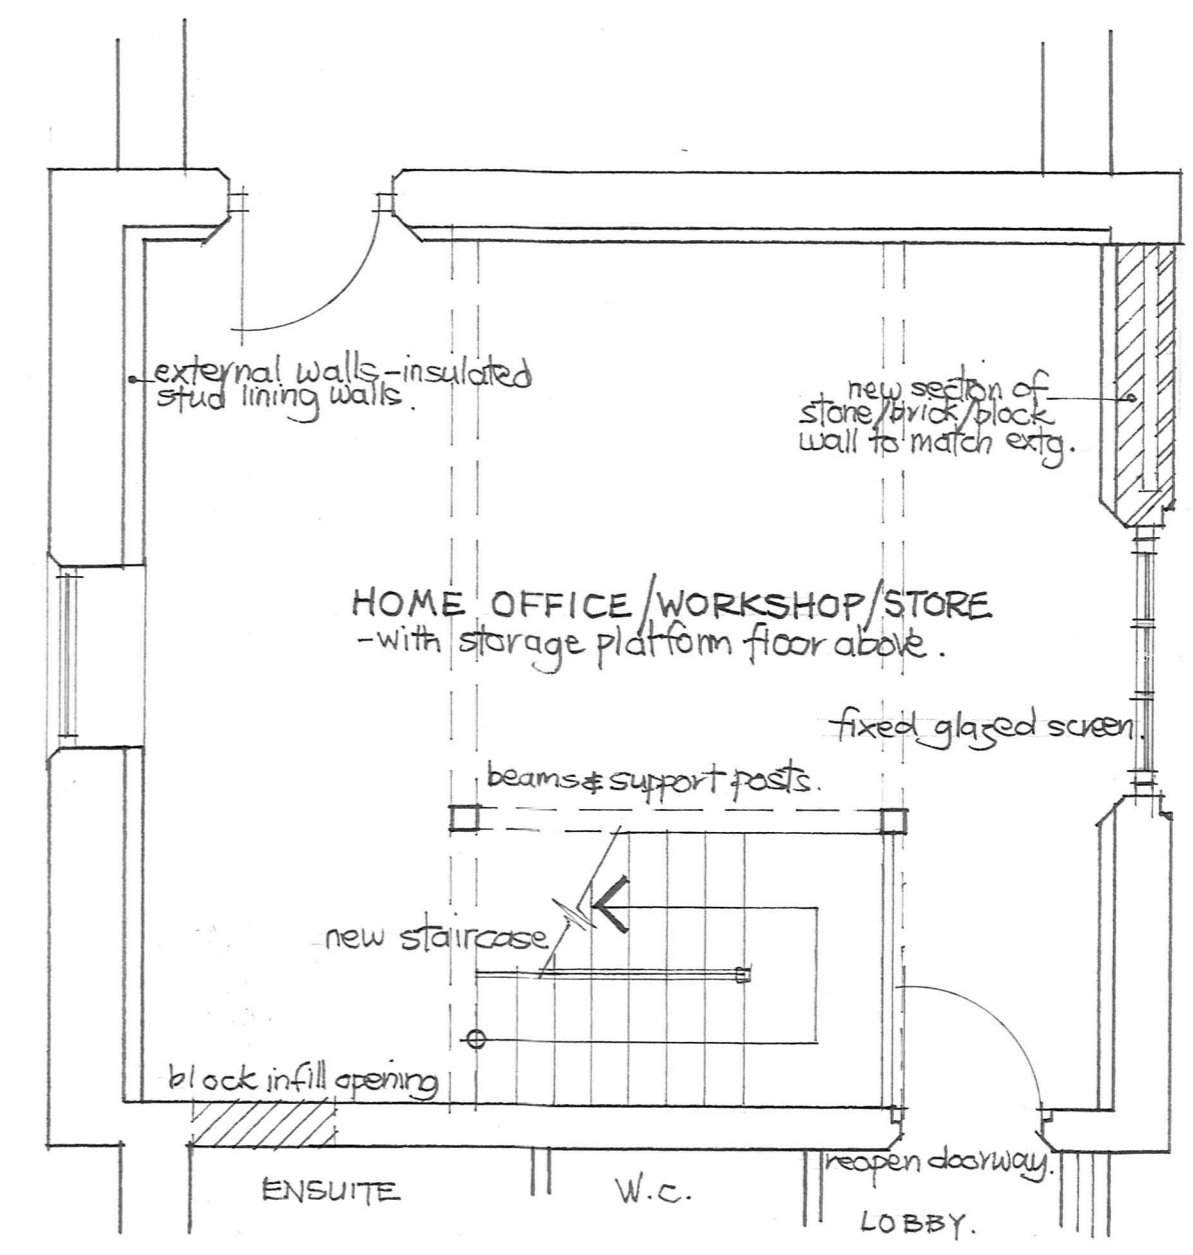 external walls-insulated
stud lining walls.
new section of
stone/brick/block
wall to match extg.
HOME OFFICE/WORKSHOP/STORE
-with storage platform floor above.
fixed glazed screen.
beams & support posts.
new staircase
block infill opening
reopen doorway.
ENSUITE
W.C.
LOBBY.